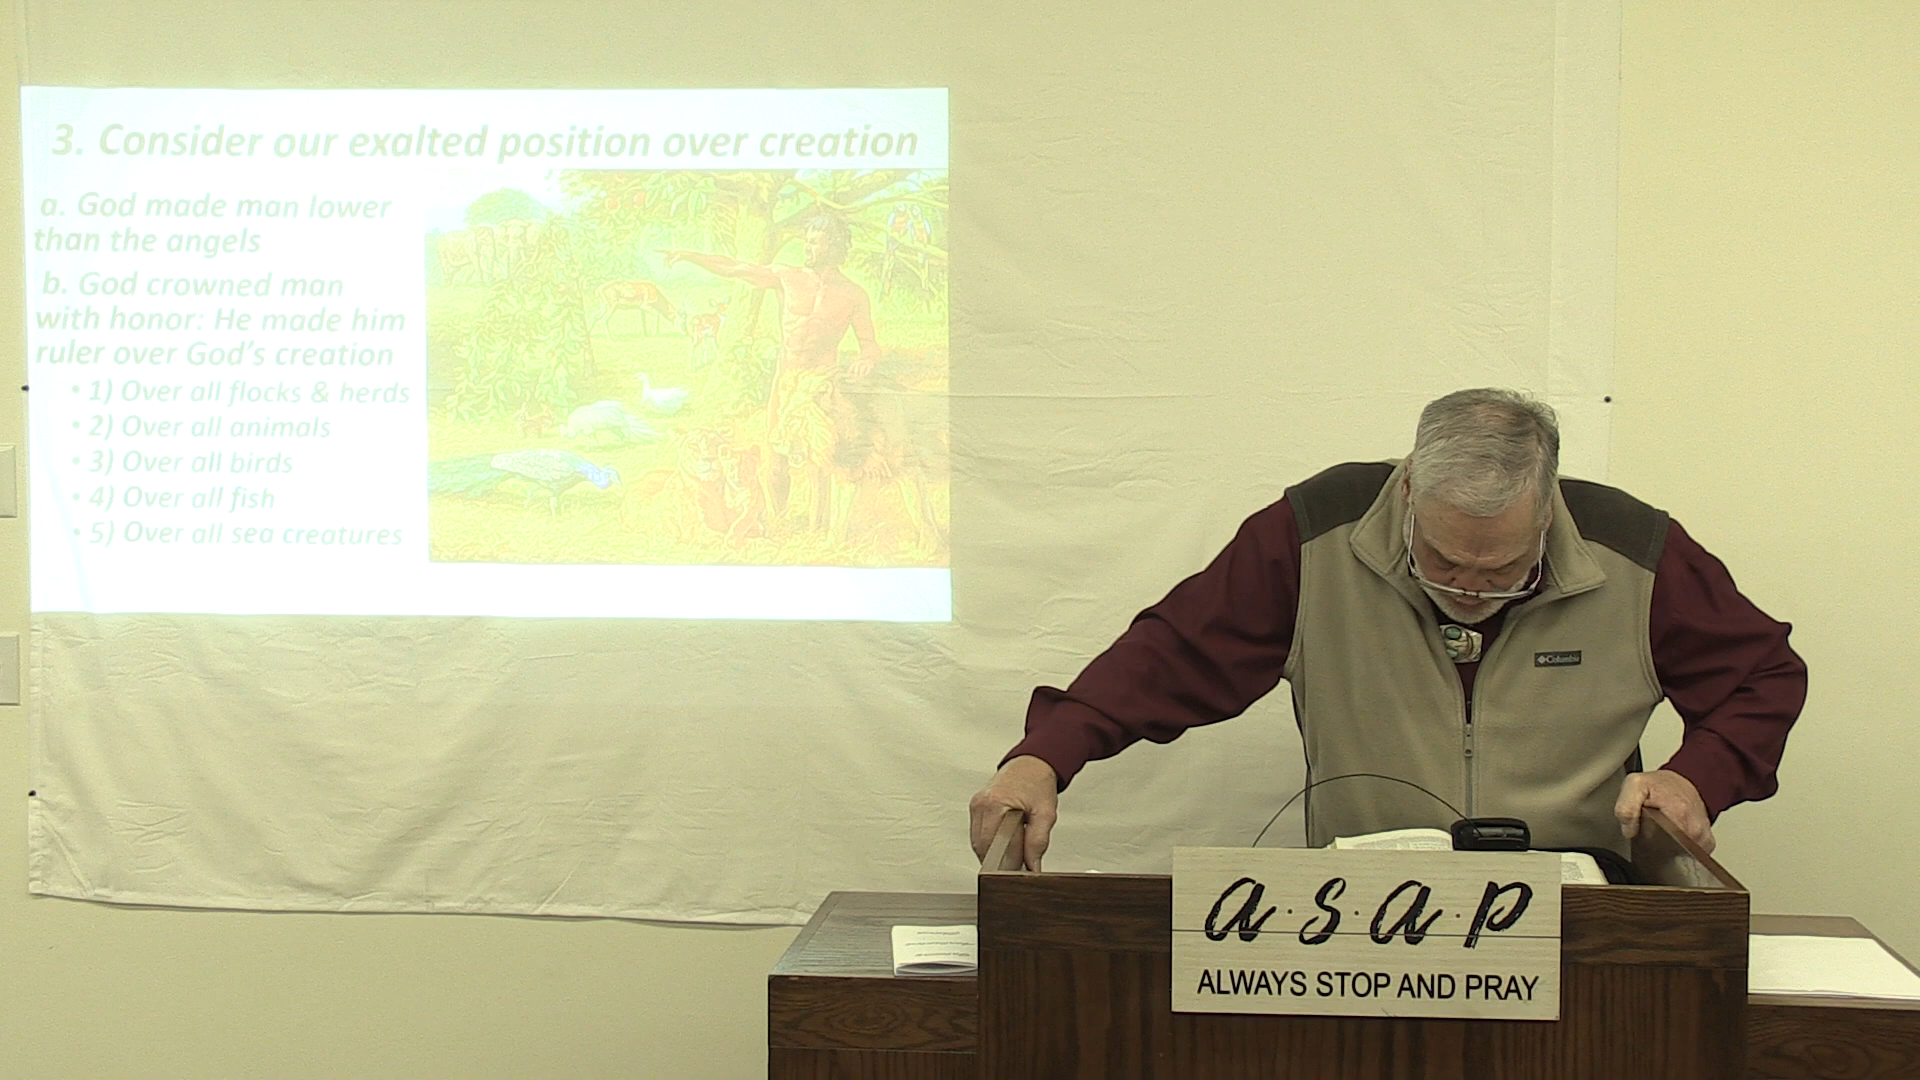 3. Consider our exalted position over creation
a. God made man lower
than the angels
b. God crowned man
with honor: He made him
ruler over God's creation
• 1) Over all flocks & herds
• 2) Over all animals
• 3) Over all birds
• 4) Over all fish
• 5) Over all sea creatures
Columbia
a.s.a.p
ALWAYS STOP AND PRAY